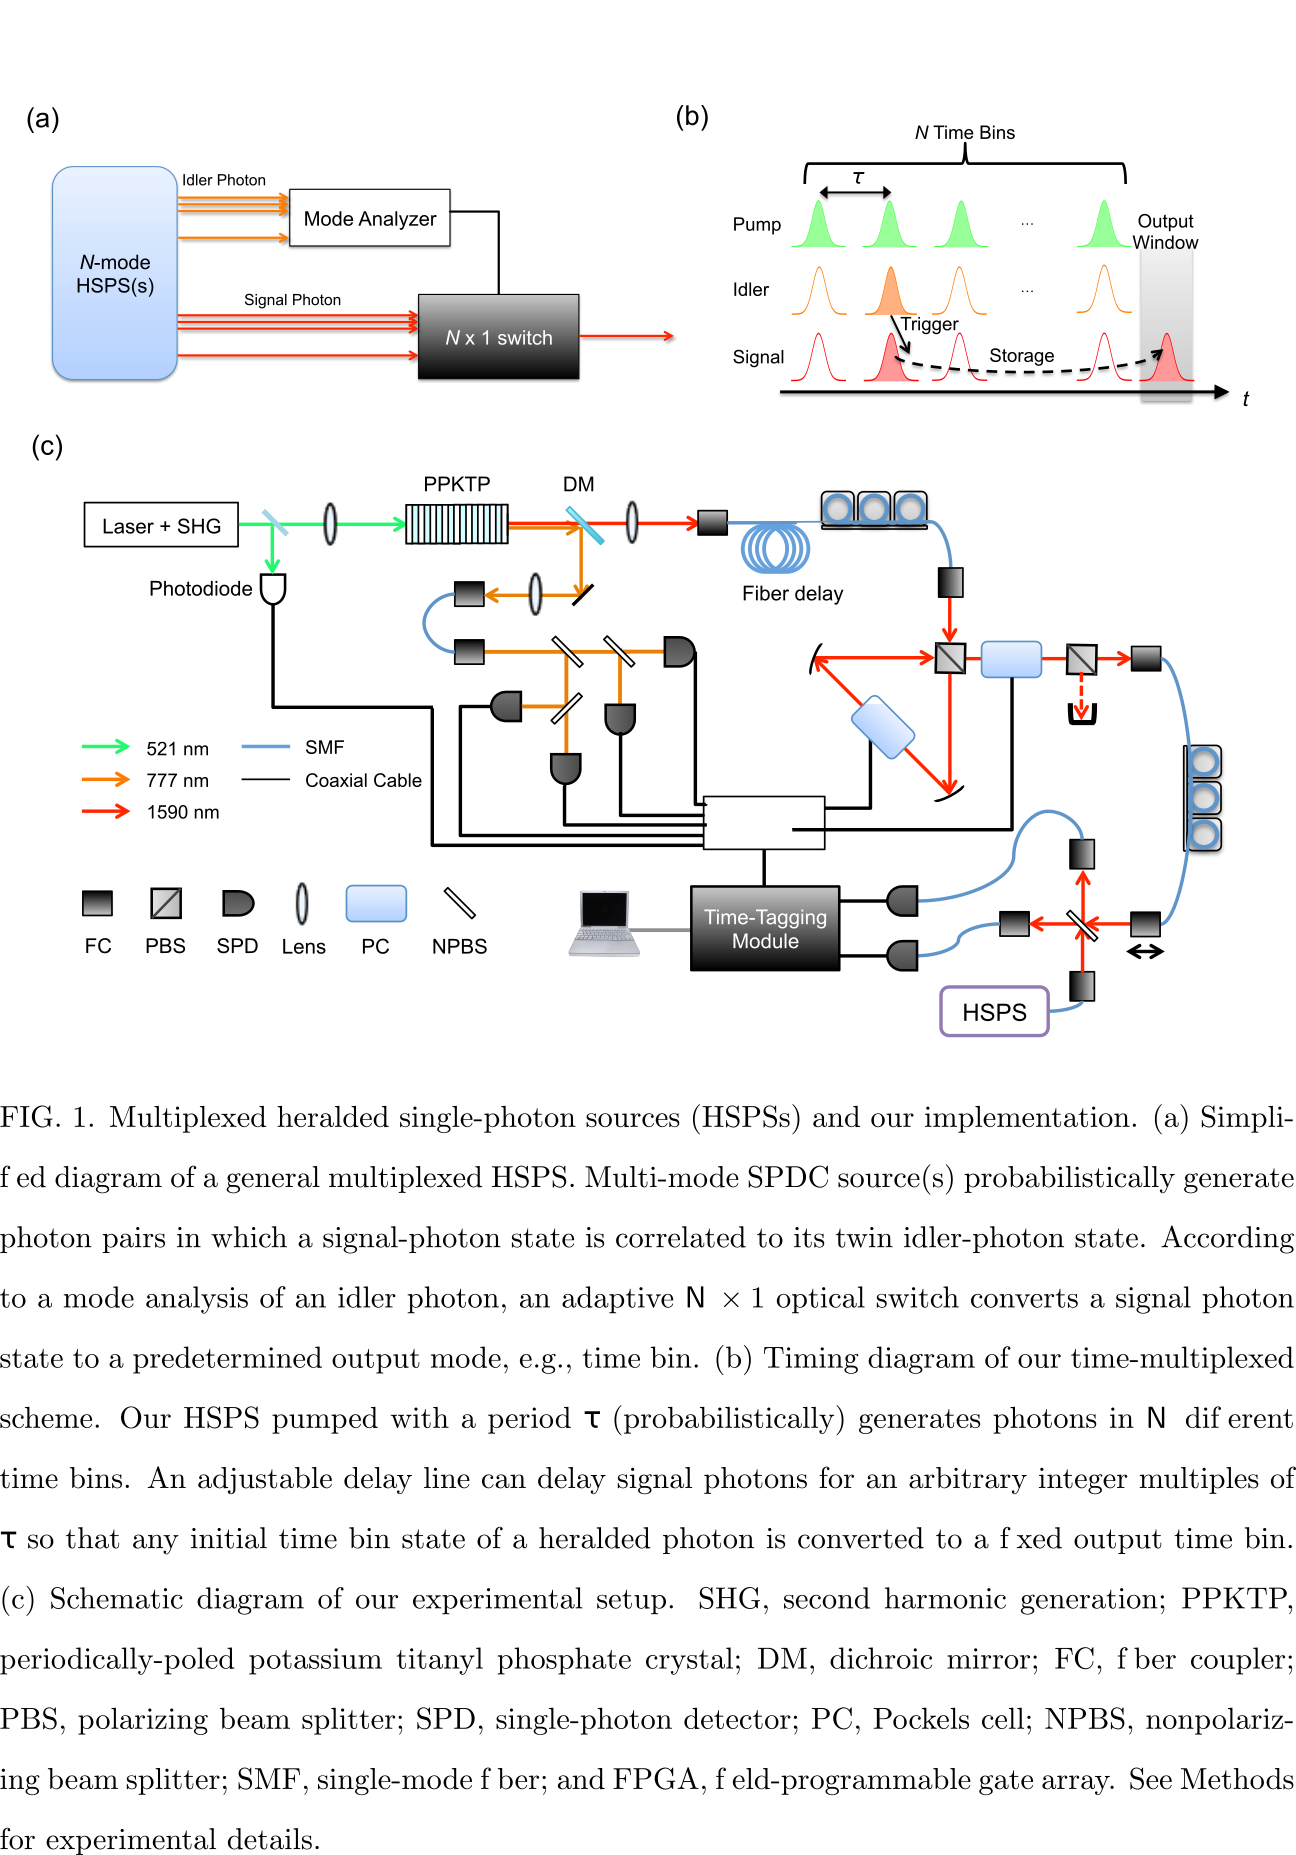 (a)
Idler Photon
Mode Analyzer
N-mode
HSPS(s)
Signal Photon
N x 1 switch
(b)
N Time Bins
τ
Pump
...
Output
Window
Idler
...
Trigger
Signal
Storage
t
(c)
PPKTP
DM
Laser + SHG
Photodiode
Fiber delay
521 nm
SMF
777 nm
Coaxial Cable
1590 nm
FC
PBS
SPD
Lens
PC
NPBS
Time-Tagging
Module
HSPS
FIG. 1. Multiplexed heralded single-photon sources (HSPSs) and our implementation. (a) Simpli-
f ed diagram of a general multiplexed HSPS. Multi-mode SPDC source(s) probabilistically generate
photon pairs in which a signal-photon state is correlated to its twin idler-photon state. According
to a mode analysis of an idler photon, an adaptive N × 1 optical switch converts a signal photon
state to a predetermined output mode, e.g., time bin. (b) Timing diagram of our time-multiplexed
scheme. Our HSPS pumped with a period τ (probabilistically) generates photons in N dif erent
time bins. An adjustable delay line can delay signal photons for an arbitrary integer multiples of
τ so that any initial time bin state of a heralded photon is converted to a f xed output time bin.
(c) Schematic diagram of our experimental setup. SHG, second harmonic generation; PPKTP,
periodically-poled potassium titanyl phosphate crystal; DM, dichroic mirror; FC, f ber coupler;
PBS, polarizing beam splitter; SPD, single-photon detector; PC, Pockels cell; NPBS, nonpolariz-
ing beam splitter; SMF, single-mode f ber; and FPGA, f eld-programmable gate array. See Methods
for experimental details.